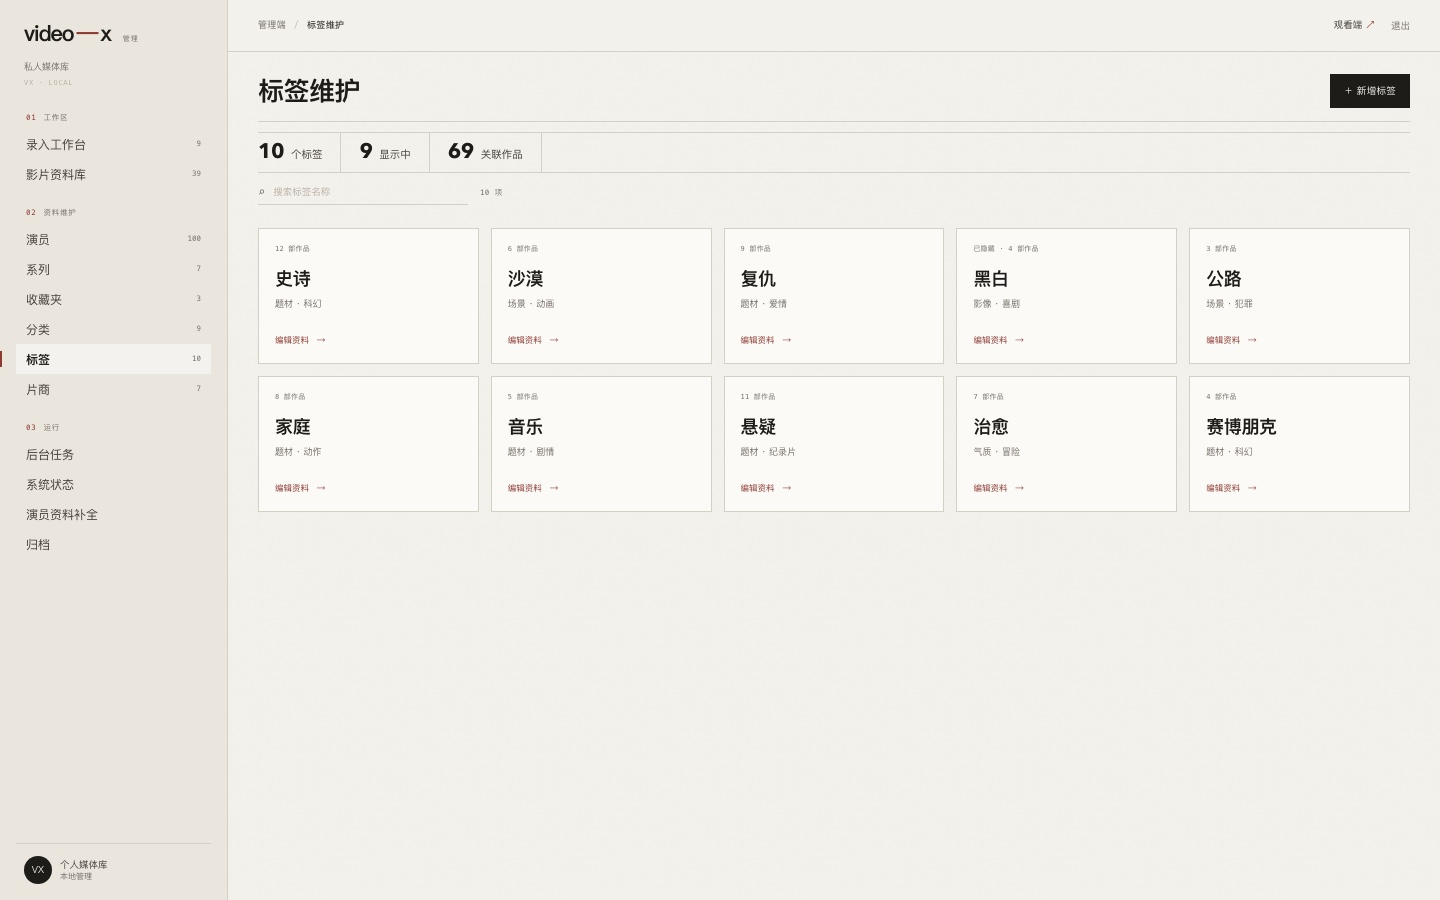 video—x 管理
私人媒体库
VX · LOCAL
01 工作区
录入工作台 9
影片资料库 39
02 资料维护
演员 100
系列 7
收藏夹 3
分类 9
标签 10
片商 7
03 运行
后台任务
系统状态
演员资料补全
归档
VX
个人媒体库
本地管理
管理端 / 标签维护
观看端 ↗ 退出
标签维护
+ 新增标签
10 个标签 9 显示中 69 关联作品
搜索标签名称 10 项
12 部作品
史诗
题材 · 科幻
编辑资料 →
6 部作品
沙漠
场景 · 动画
编辑资料 →
9 部作品
复仇
题材 · 爱情
编辑资料 →
已隐藏 · 4 部作品
黑白
影像 · 喜剧
编辑资料 →
3 部作品
公路
场景 · 犯罪
编辑资料 →
8 部作品
家庭
题材 · 动作
编辑资料 →
5 部作品
音乐
题材 · 剧情
编辑资料 →
11 部作品
悬疑
题材 · 纪录片
编辑资料 →
7 部作品
治愈
气质 · 冒险
编辑资料 →
4 部作品
赛博朋克
题材 · 科幻
编辑资料 →